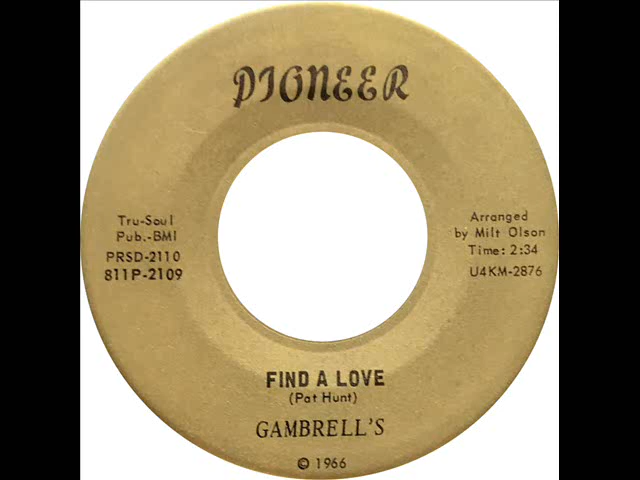 PIONEER
Tru-Soul
Pub.-BMI
PRSD-2110
811P-2109
Arranged
by Milt Olson
Time: 2:34
U4KM-2876
FIND A LOVE
(Pat Hunt)
GAMBRELL'S
© 1966